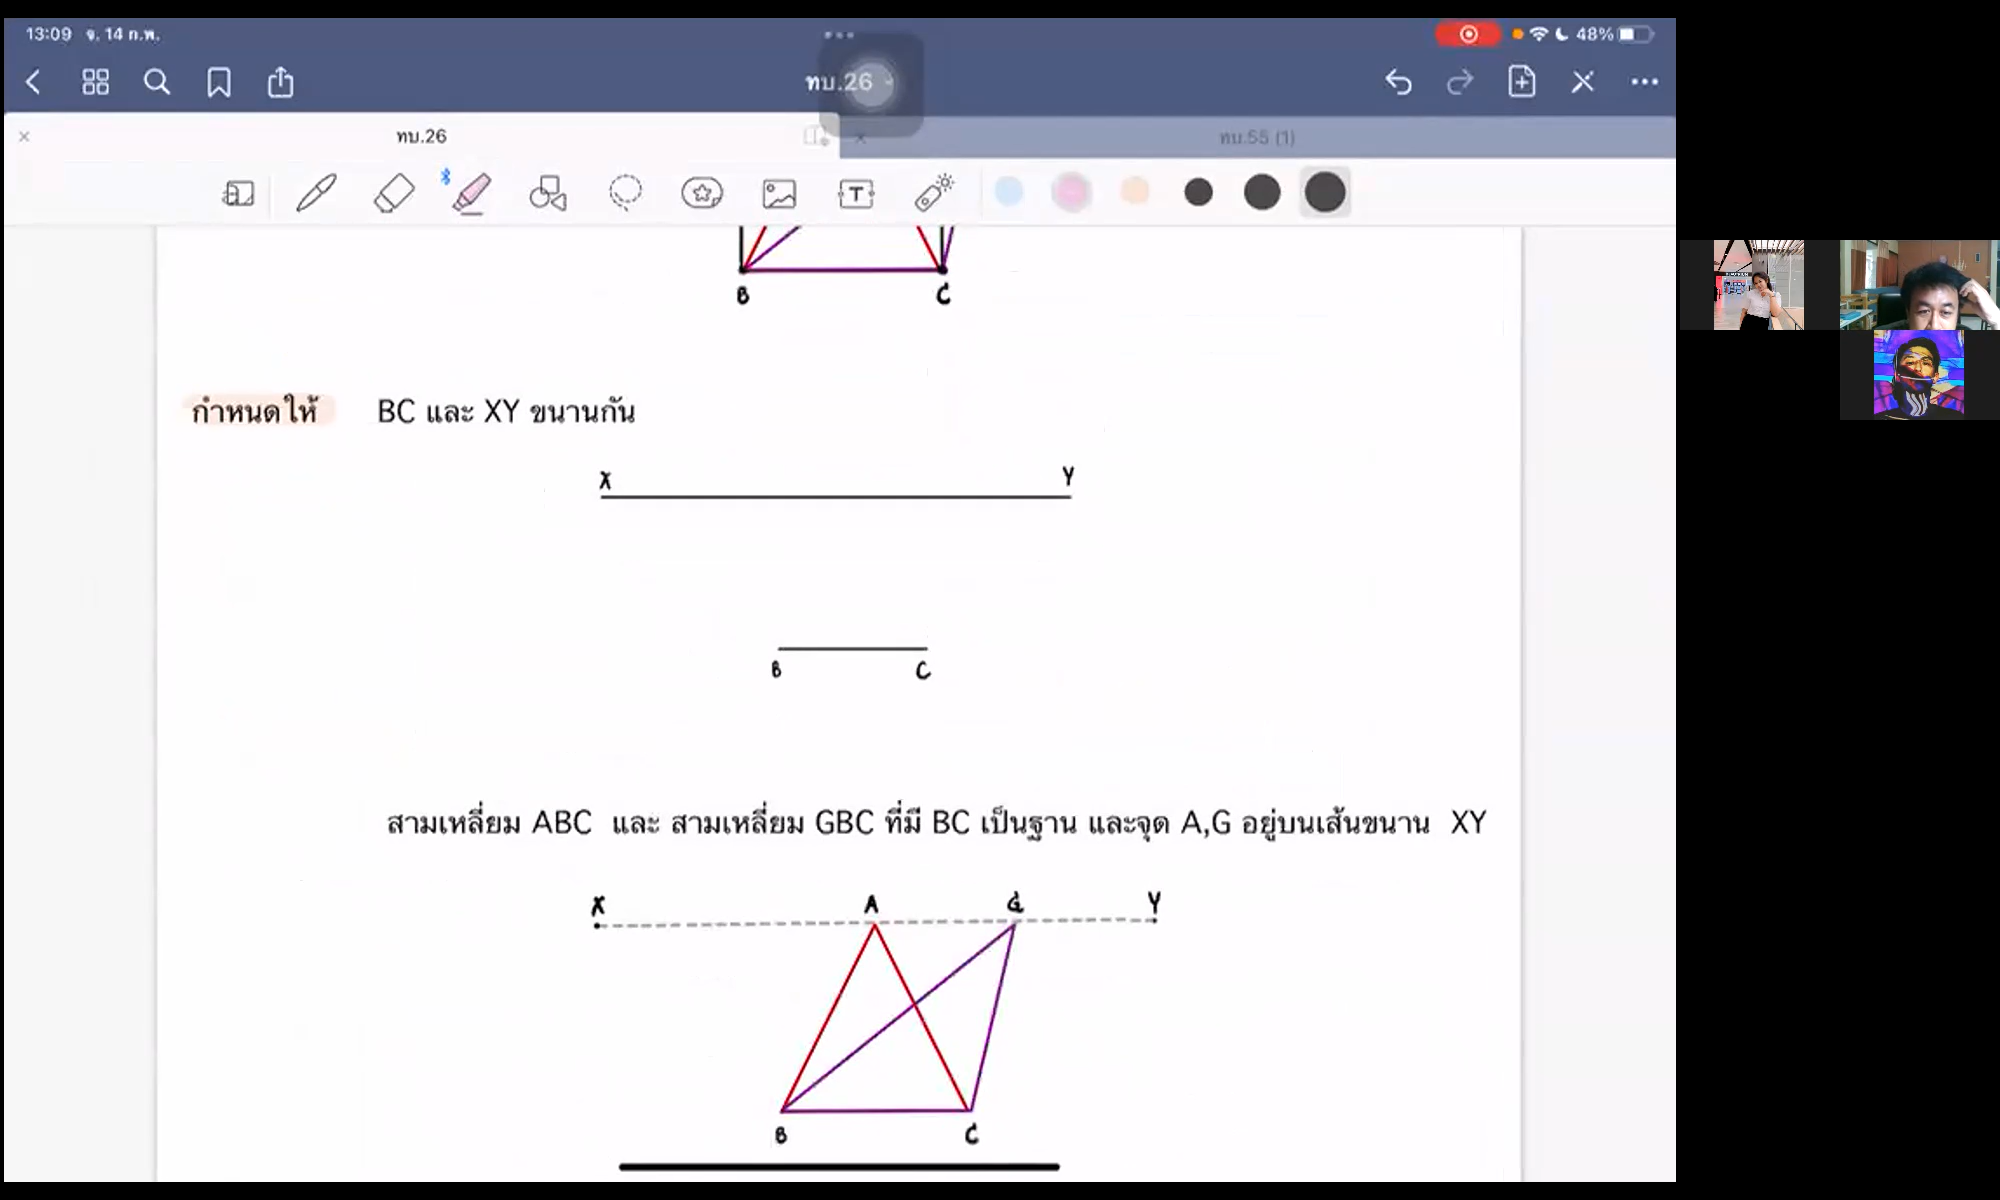 13:09 จ. 14 ก.พ.
48%
ทบ.26
ทบ.26
ทบ.55 (1)
T
B C
กำหนดให้ BC และ XY ขนานกัน
X Y
B C
สามเหลี่ยม ABC และ สามเหลี่ยม GBC ที่มี BC เป็นฐาน และจุด A,G อยู่บนเส้นขนาน XY
X A G Y
B C